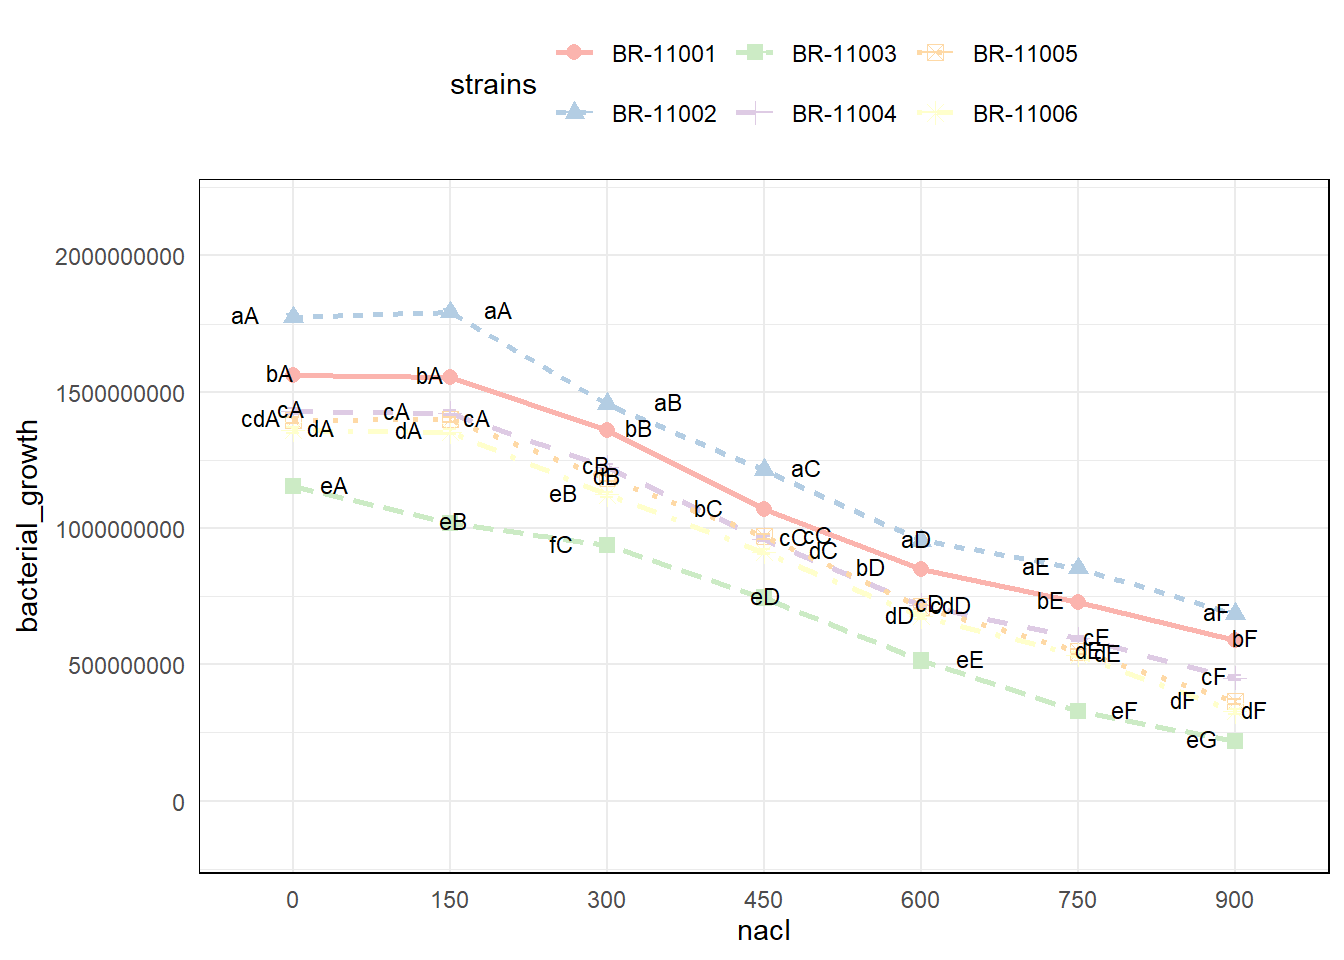 BR-11001 BR-11003 BR-11005
strains
BR-11002 BR-11004 BR-11006
2000000000
aA aA
1500000000
bA bA
aB
cdA cA dA cA dA cA bB
bacterial_growth
cB dB aC
eA eB
1000000000
bC
eB fC cC cC dC aD
bD aE
eD bE
dD cD cdD aF
cE bF
500000000
eE dE dE
cF
dF dF
eF
eG
0
0 150 300 450 600 750 900
nacl